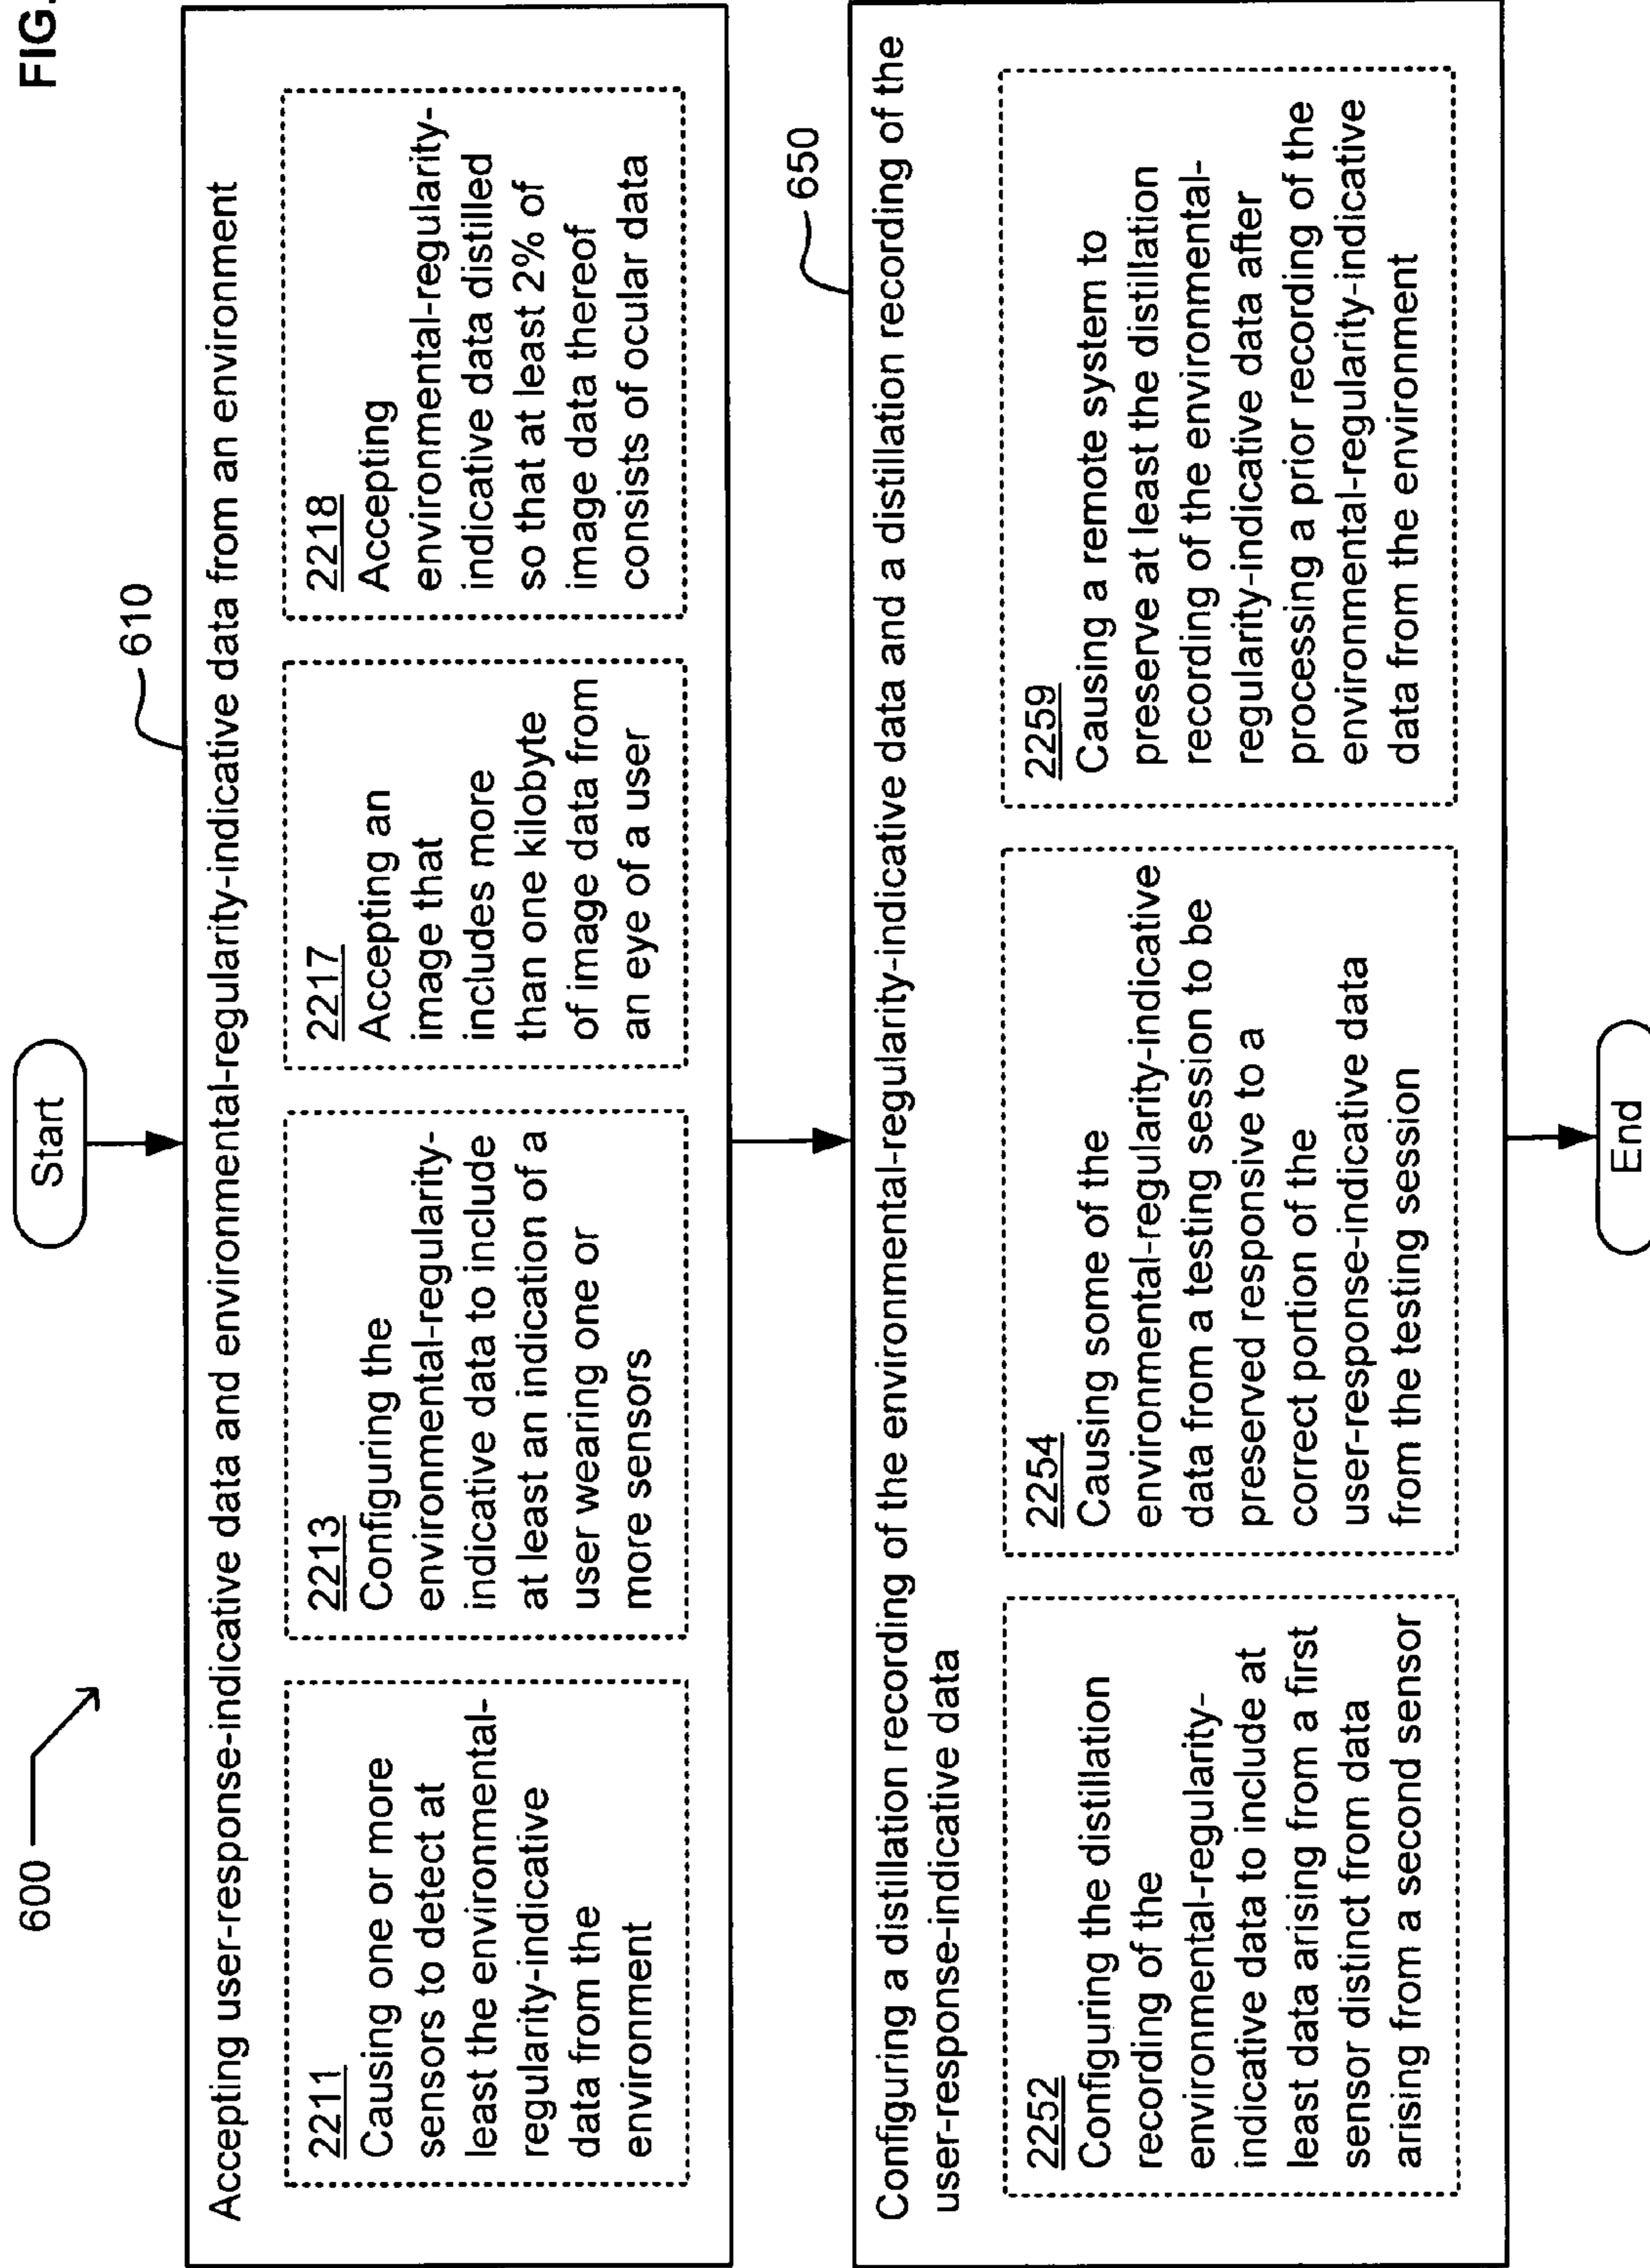 FIG.
600
Start
610
Accepting user-response-indicative data and environmental-regularity-indicative data from an environment
2211
Causing one or more
sensors to detect at
least the environmental-
regularity-indicative
data from the
environment
2213
Configuring the
environmental-regularity-
indicative data to include
at least an indication of a
user wearing one or
more sensors
2217
Accepting an
image that
includes more
than one kilobyte
of image data from
an eye of a user
2218
Accepting
environmental-regularity-
indicative data distilled
so that at least 2% of
image data thereof
consists of ocular data
650
Configuring a distillation recording of the environmental-regularity-indicative data and a distillation recording of the
user-response-indicative data
2252
Configuring the distillation
recording of the
environmental-regularity-
indicative data to include at
least data arising from a first
sensor distinct from data
arising from a second sensor
2254
Causing some of the
environmental-regularity-indicative
data from a testing session to be
preserved responsive to a
correct portion of the
user-response-indicative data
from the testing session
2259
Causing a remote system to
preserve at least the distillation
recording of the environmental-
regularity-indicative data after
processing a prior recording of the
environmental-regularity-indicative
data from the environment
End